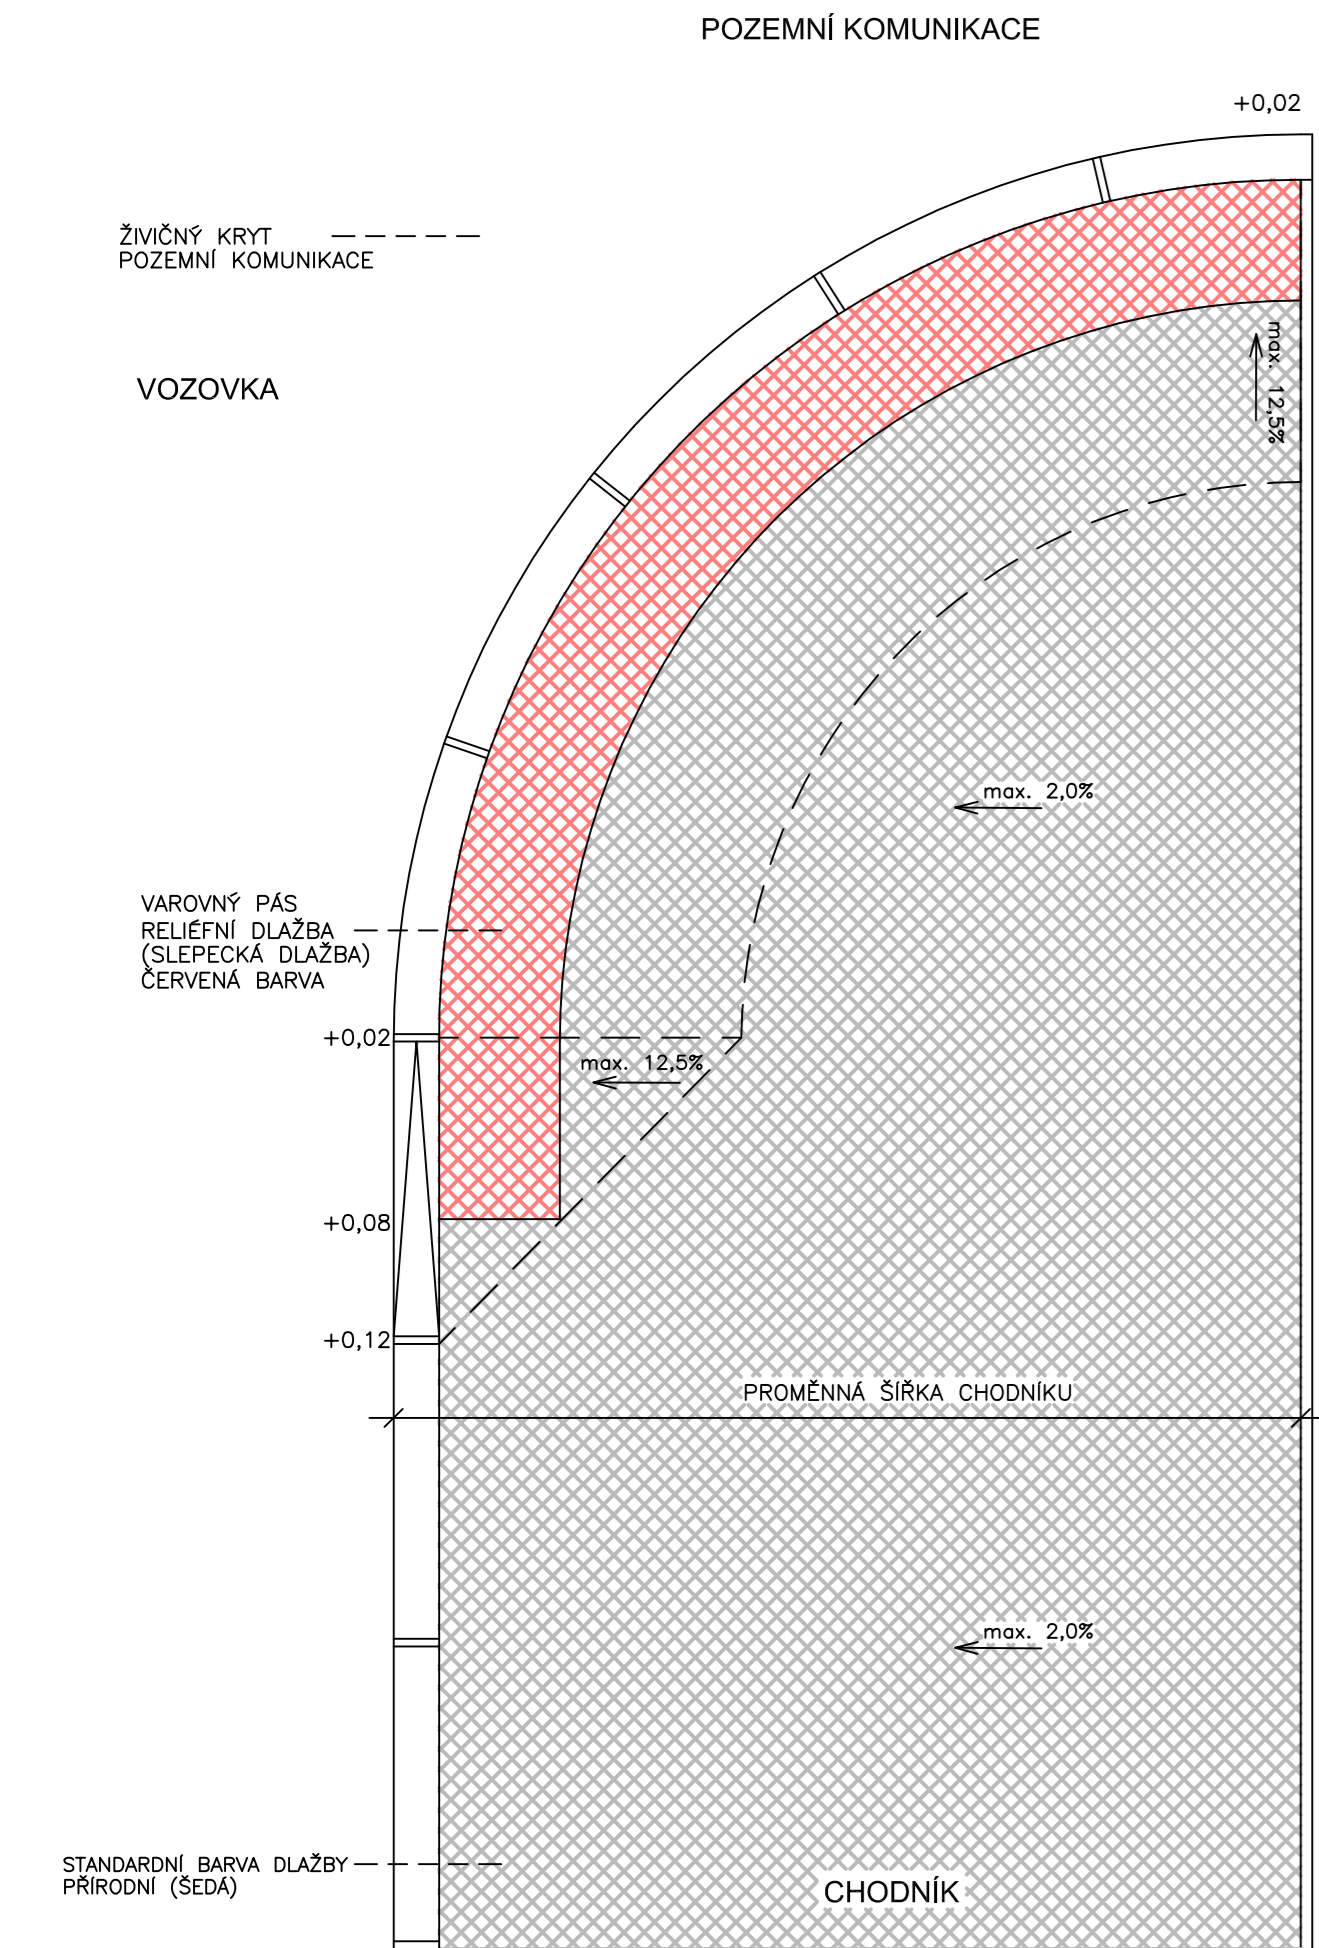 POZEMNÍ KOMUNIKACE
+0,02
ŽIVIČNÝ KRYT
POZEMNÍ KOMUNIKACE
VOZOVKA
max. 12,5%
max. 2,0%
VAROVNÝ PÁS
RELIÉFNÍ DLAŽBA
(SLEPECKÁ DLAŽBA)
ČERVENÁ BARVA
+0,02
max. 12,5%
+0,08
+0,12
PROMĚNNÁ ŠÍŘKA CHODNÍKU
max. 2,0%
STANDARDNÍ BARVA DLAŽBY
PŘÍRODNÍ (ŠEDÁ)
CHODNÍK